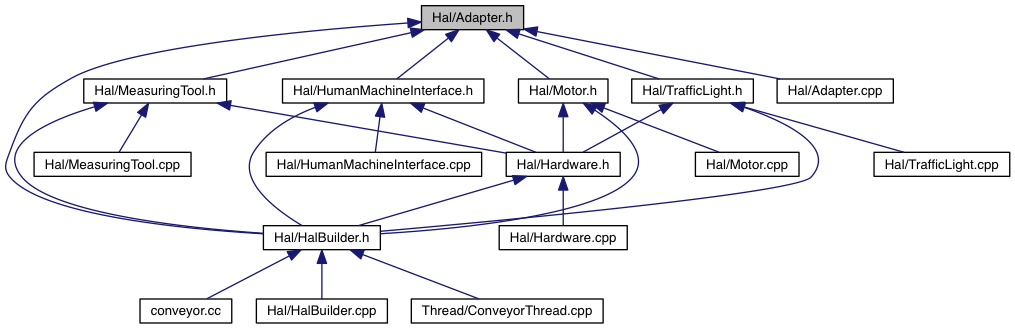 Hal/Adapter.h
Hal/MeasuringTool.h
Hal/HumanMachineInterface.h
Hal/Motor.h
Hal/TrafficLight.h
Hal/Adapter.cpp
Hal/MeasuringTool.cpp
Hal/HumanMachineInterface.cpp
Hal/Hardware.h
Hal/Motor.cpp
Hal/TrafficLight.cpp
Hal/HalBuilder.h
Hal/Hardware.cpp
conveyor.cc
Hal/HalBuilder.cpp
Thread/ConveyorThread.cpp